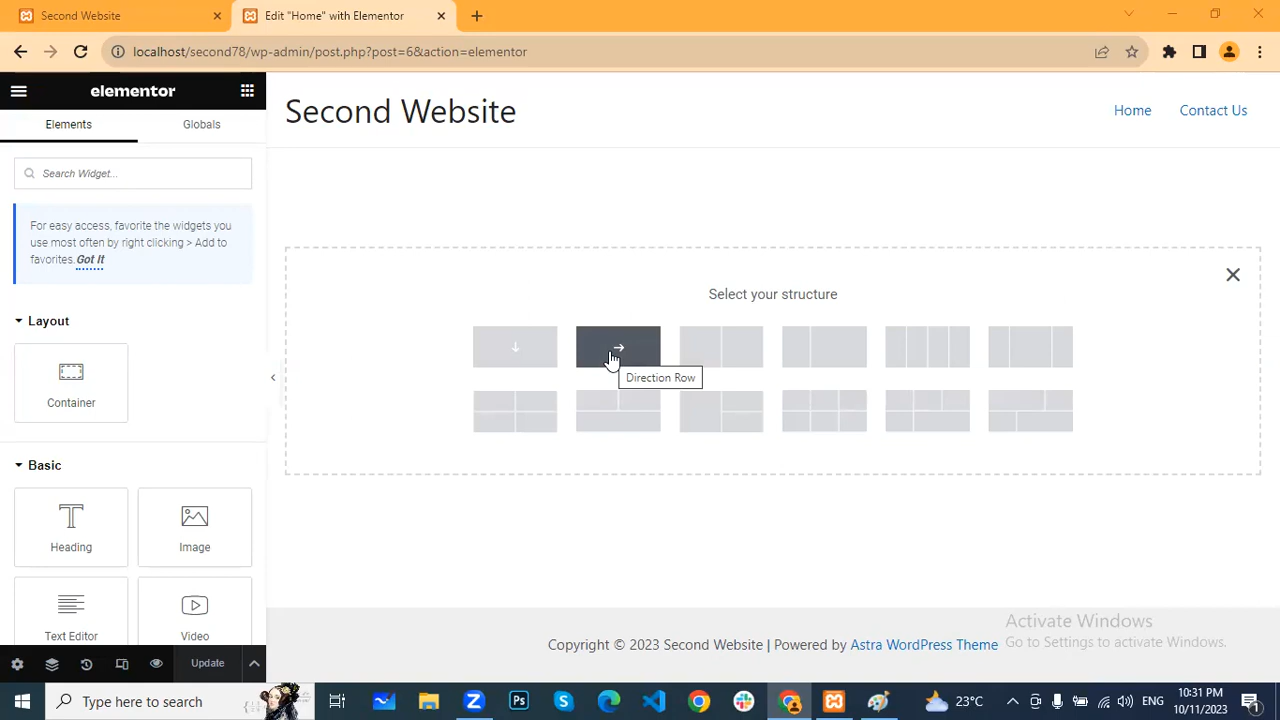 Second Website
Edit "Home" with Elementor
localhost/second78/wp-admin/post.php?post=6&action=elementor
elementor
Elements
Globals
Search Widget...
For easy access, favorite the widgets you
use most often by right clicking > Add to
favorites. Got It
Layout
Container
Basic
Heading
Image
Text Editor
Video
Update
Second Website
Home
Contact Us
Select your structure
Direction Row
Copyright © 2023 Second Website | Powered by Astra WordPress Theme
Activate Windows
Go to Settings to activate Windows.
Type here to search
23°C
ENG
10:31 PM
10/11/2023
1